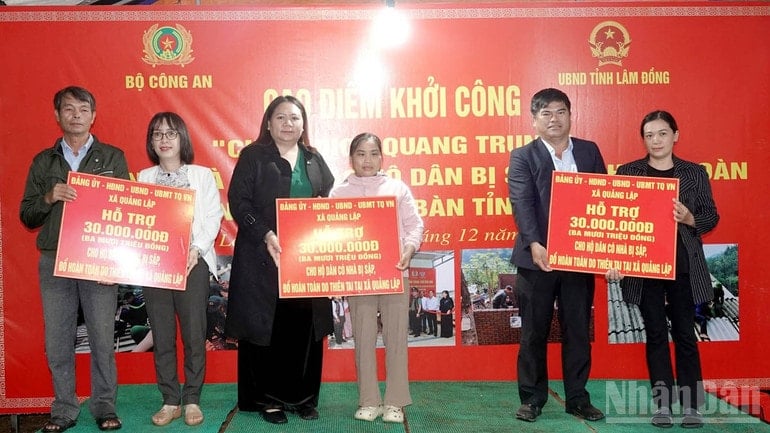 BỘ CÔNG AN
UBND TỈNH LÂM ĐỒNG
CAO ĐIỂM KHỞI CÔNG
QUANG TRUNG
HỘ DÂN BỊ S
OÀN
BÀN TỈN
12 NĂ
ĐẢNG ỦY - HĐND - UBND - UBMT TQ VN
XÃ QUẢNG LẬP
HỖ TRỢ
30.000.000Đ
(BA MƯƠI TRIỆU ĐỒNG)
CHO HỘ DÂN CÓ NHÀ BỊ SẬP,
ĐỔ HOÀN TOÀN DO THIÊN TAI TẠI XÃ QUẢNG LẬP
ĐẢNG ỦY - HĐND - UBND - UBMT TQ VN
XÃ QUẢNG LẬP
HỖ TRỢ
30.000.000Đ
(BA MƯƠI TRIỆU ĐỒNG)
CHO HỘ DÂN CÓ NHÀ BỊ SẬP,
ĐỔ HOÀN TOÀN DO THIÊN TAI TẠI XÃ QUẢNG LẬP
ĐẢNG ỦY - HĐND - UBND - UBMT TQ VN
XÃ QUẢNG LẬP
HỖ TRỢ
30.000.000Đ
(BA MƯƠI TRIỆU ĐỒNG)
CHO HỘ DÂN CÓ NHÀ BỊ SẬP,
ĐỔ HOÀN TOÀN DO THIÊN TAI TẠI XÃ QUẢNG LẬP
NhânDân